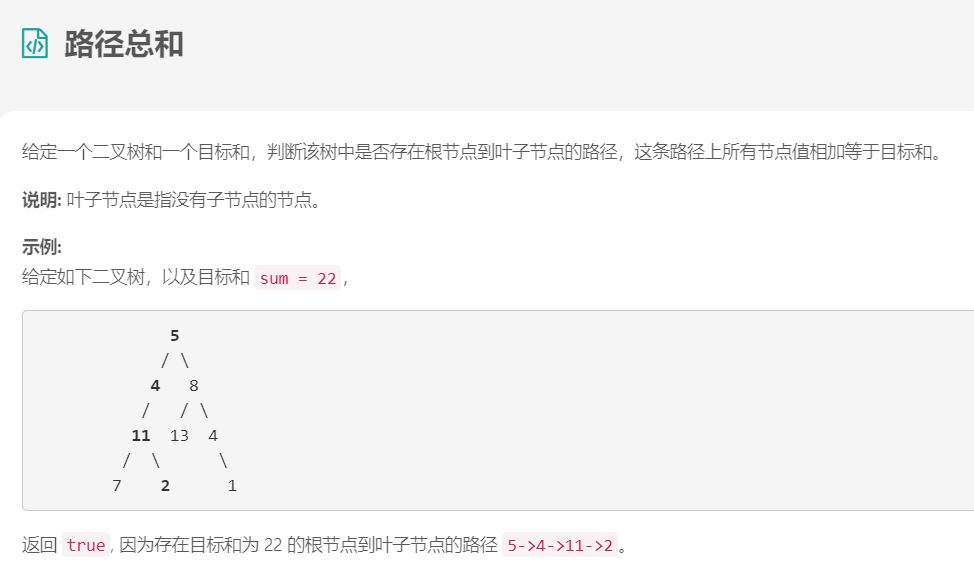 路径总和
给定一个二叉树和一个目标和，判断该树中是否存在根节点到叶子节点的路径，这条路径上所有节点值相加等于目标和。
说明: 叶子节点是指没有子节点的节点。
示例:
给定如下二叉树，以及目标和 sum = 22，
5
/ \
4 8
/ / \
11 13 4
/ \ \
7 2 1
返回 true, 因为存在目标和为 22 的根节点到叶子节点的路径 5->4->11->2。